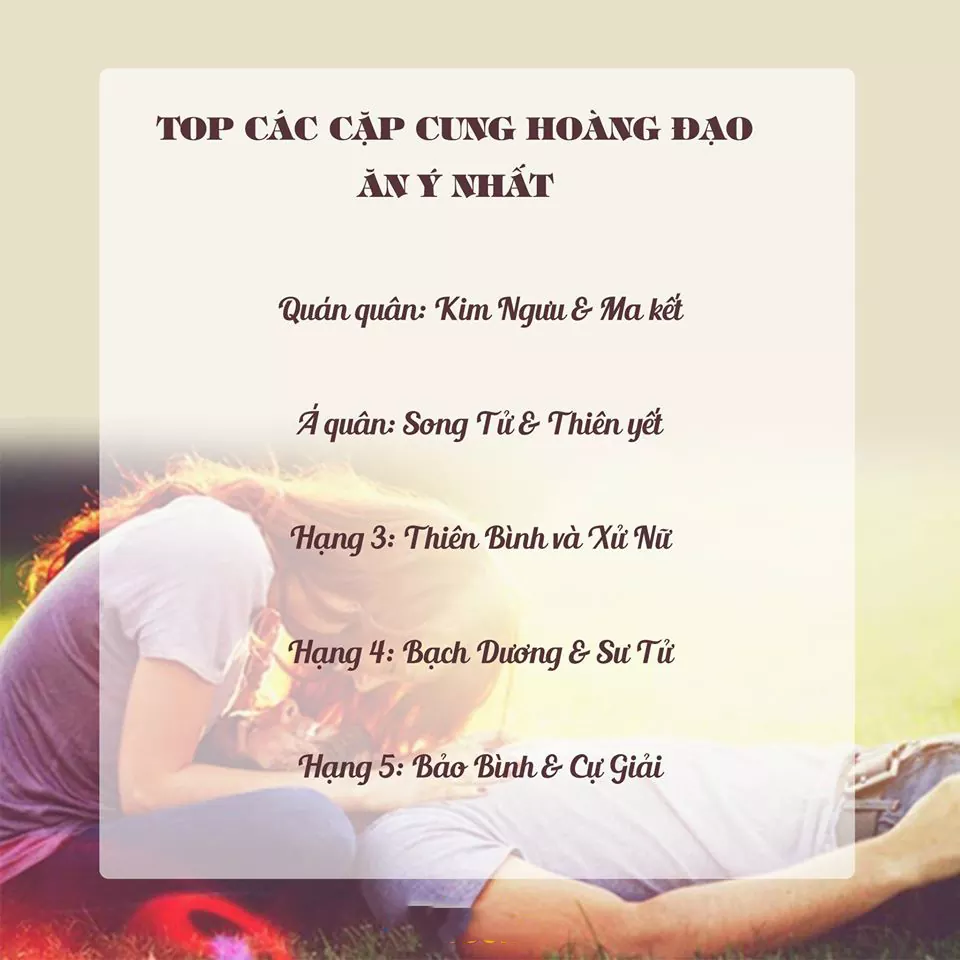 TOP CÁC CẶP CUNG HOÀNG ĐẠO
ĂN Ý NHẤT
Quán quân: Kim Ngưu & Ma kết
Á quân: Song Tử & Thiên yết
Hạng 3: Thiên Bình và Xử Nữ
Hạng 4: Bạch Dương & Sư Tử
Hạng 5: Bảo Bình & Cự Giải